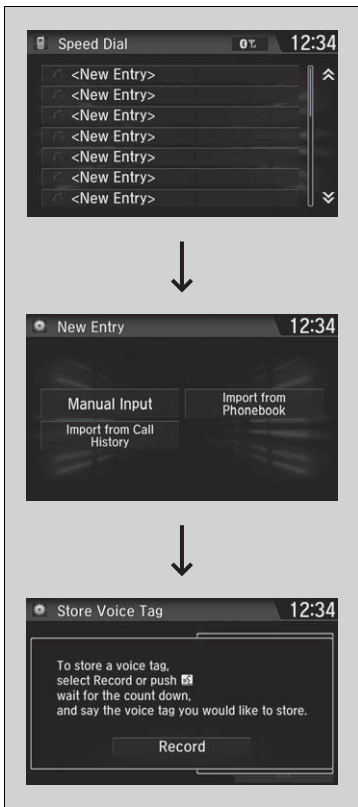 Speed Dial 12:34
<New Entry>
<New Entry>
<New Entry>
<New Entry>
<New Entry>
<New Entry>
<New Entry>
New Entry 12:34
Manual Input
Import from
Phonebook
Import from Call
History
Store Voice Tag 12:34
To store a voice tag,
select Record or push
wait for the count down,
and say the voice tag you would like to store.
Record
OK